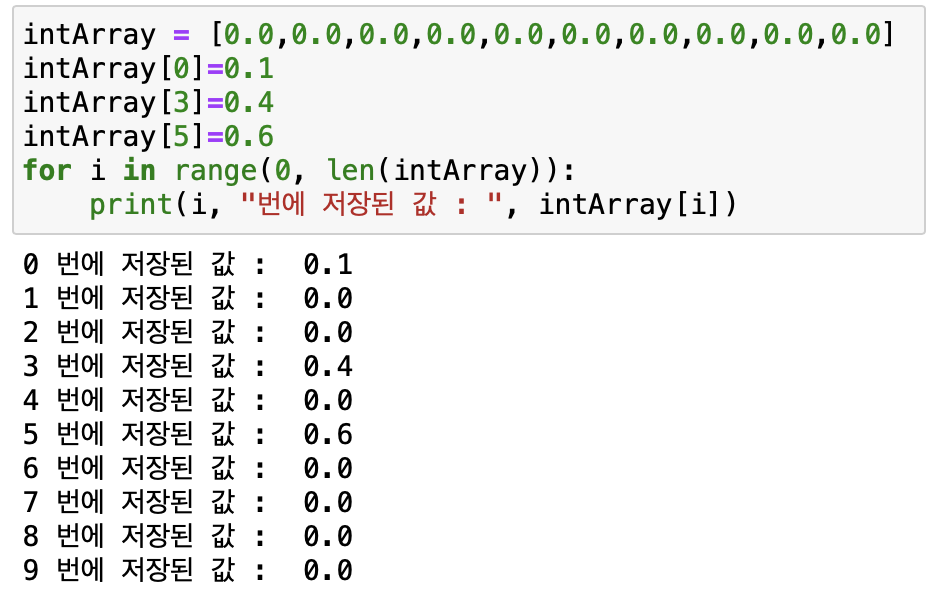 intArray = [0.0,0.0,0.0,0.0,0.0,0.0,0.0,0.0,0.0,0.0]
intArray[0]=0.1
intArray[3]=0.4
intArray[5]=0.6
for i in range(0, len(intArray)):
    print(i, "번에 저장된 값 : ", intArray[i])
0 번에 저장된 값 :  0.1
1 번에 저장된 값 :  0.0
2 번에 저장된 값 :  0.0
3 번에 저장된 값 :  0.4
4 번에 저장된 값 :  0.0
5 번에 저장된 값 :  0.6
6 번에 저장된 값 :  0.0
7 번에 저장된 값 :  0.0
8 번에 저장된 값 :  0.0
9 번에 저장된 값 :  0.0